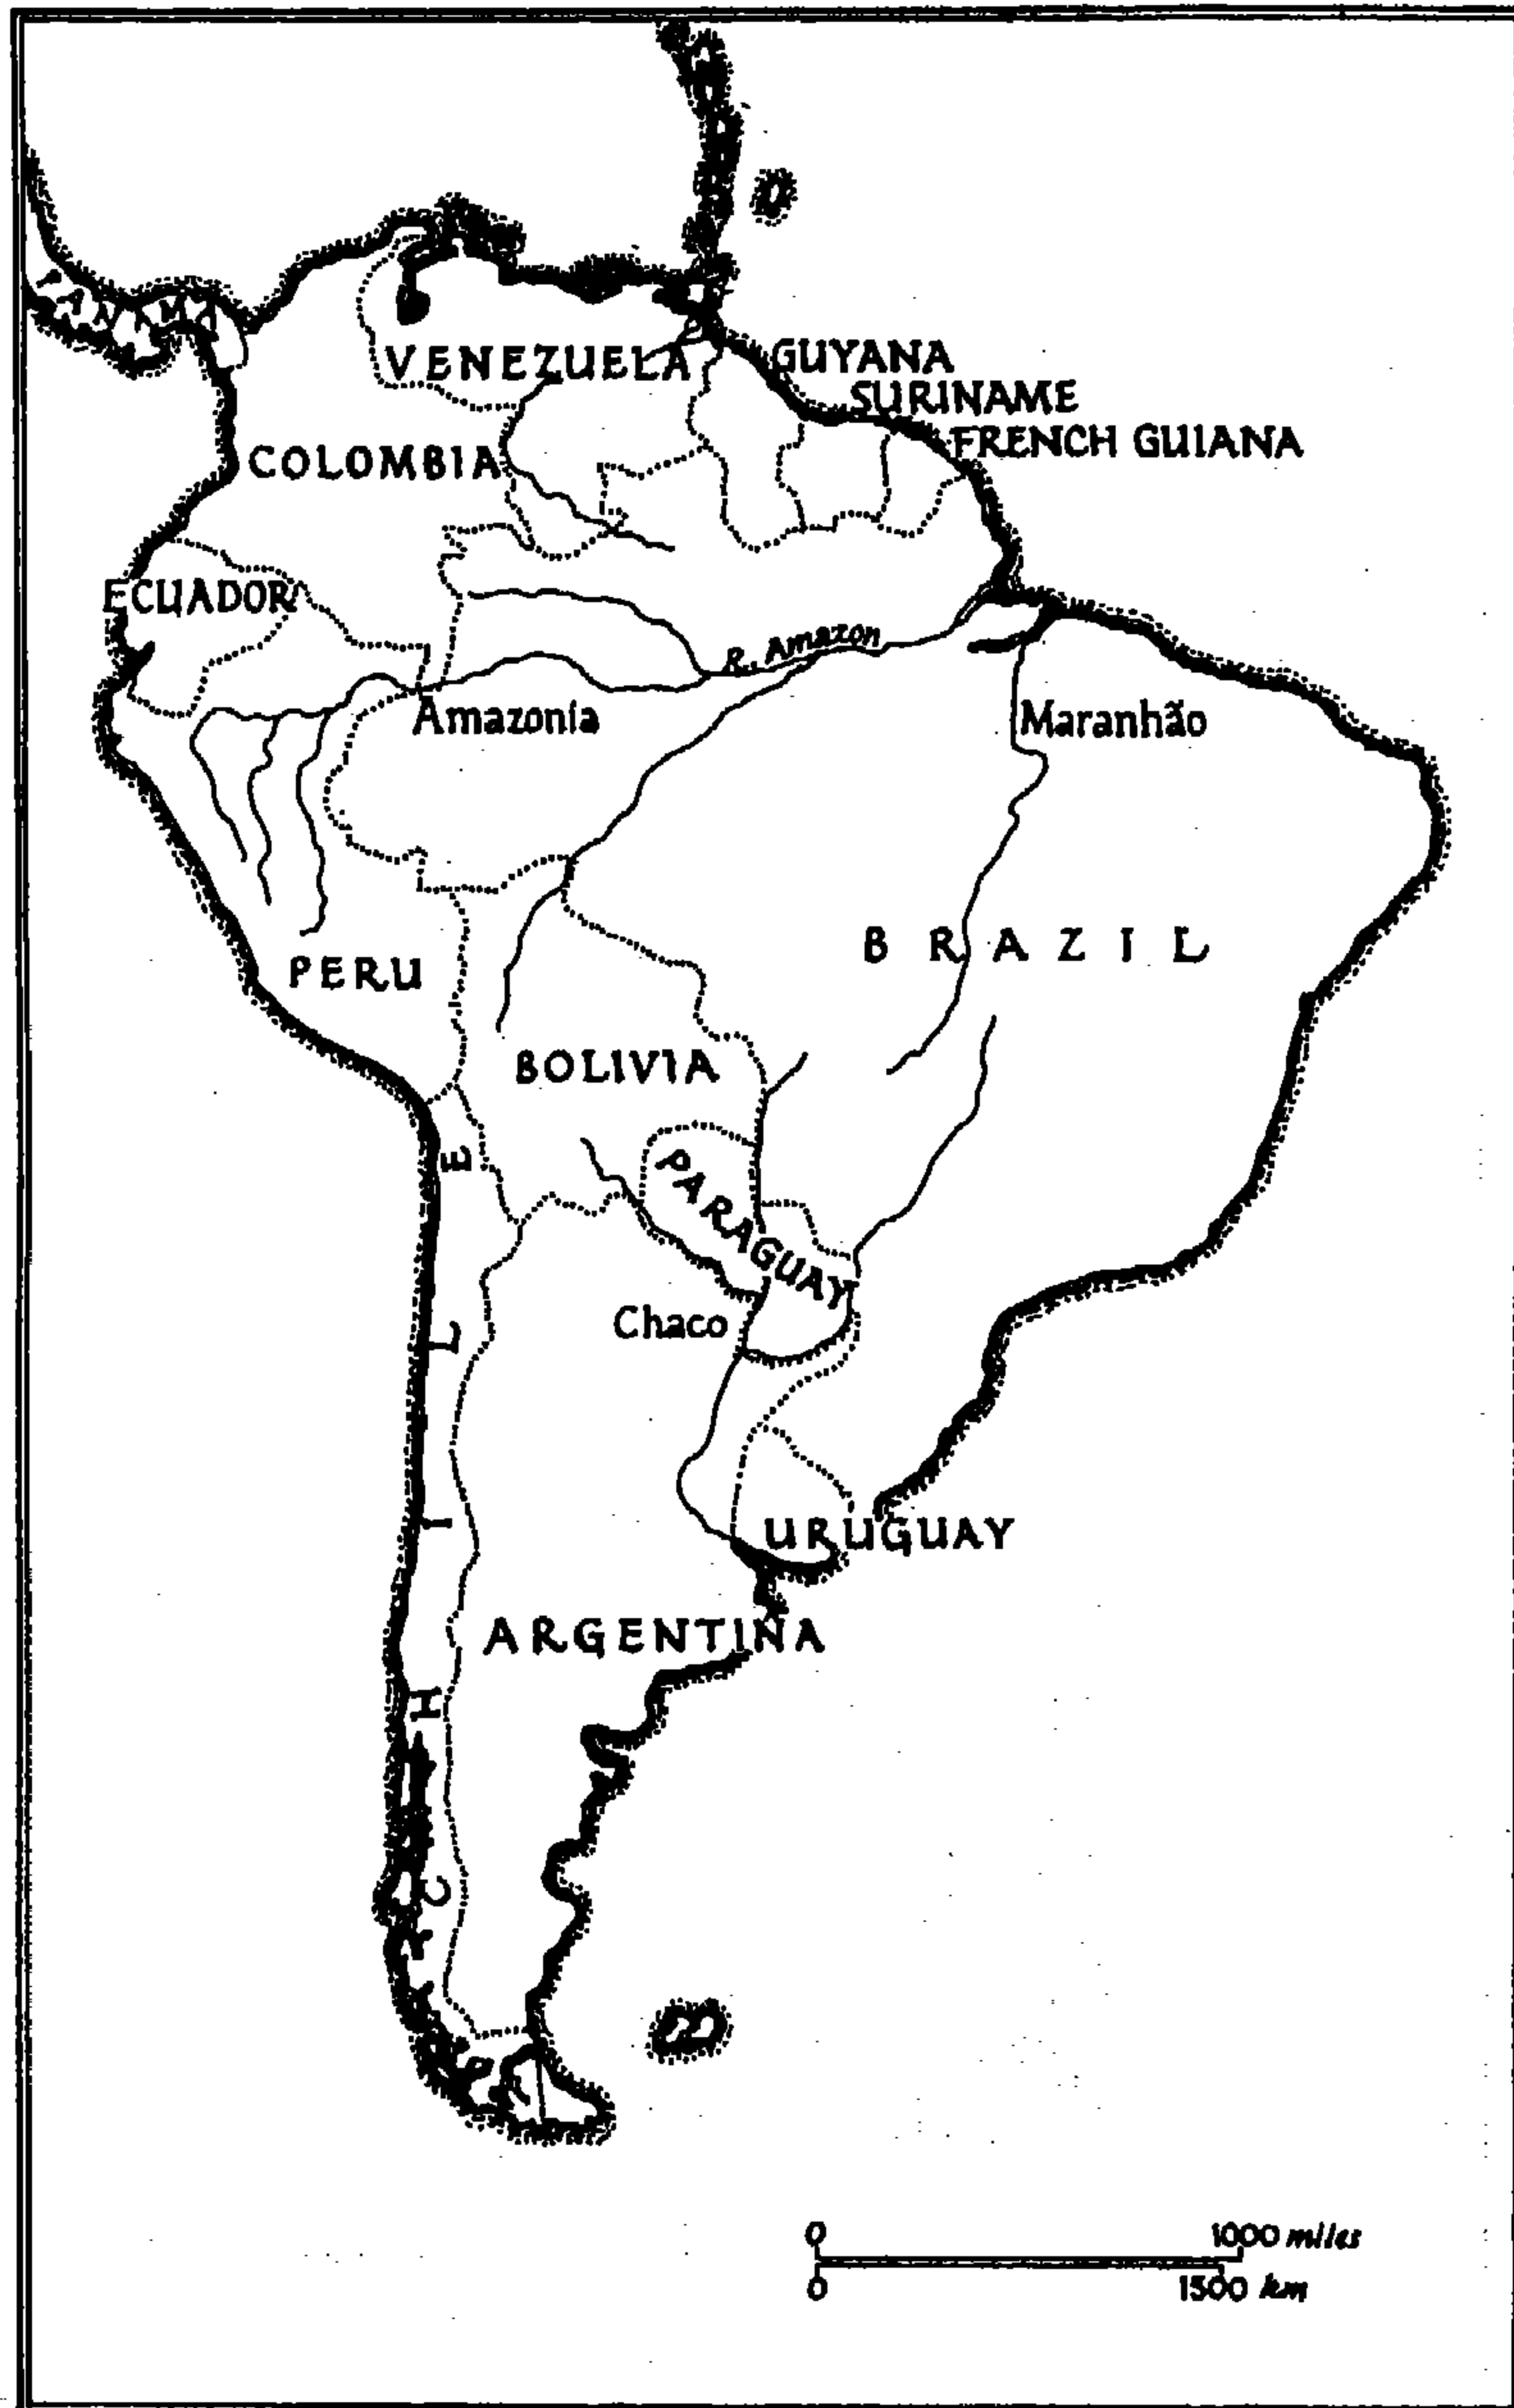 PANAMA
VENEZUELA
GUYANA
SURINAME
FRENCH GUIANA
COLOMBIA
ECUADOR
R. Amazon
Amazonia
Maranhão
BRAZIL
PERU
BOLIVIA
PARAGUAY
Chaco
CHILE
URUGUAY
ARGENTINA
0 1000 miles
0 1500 km